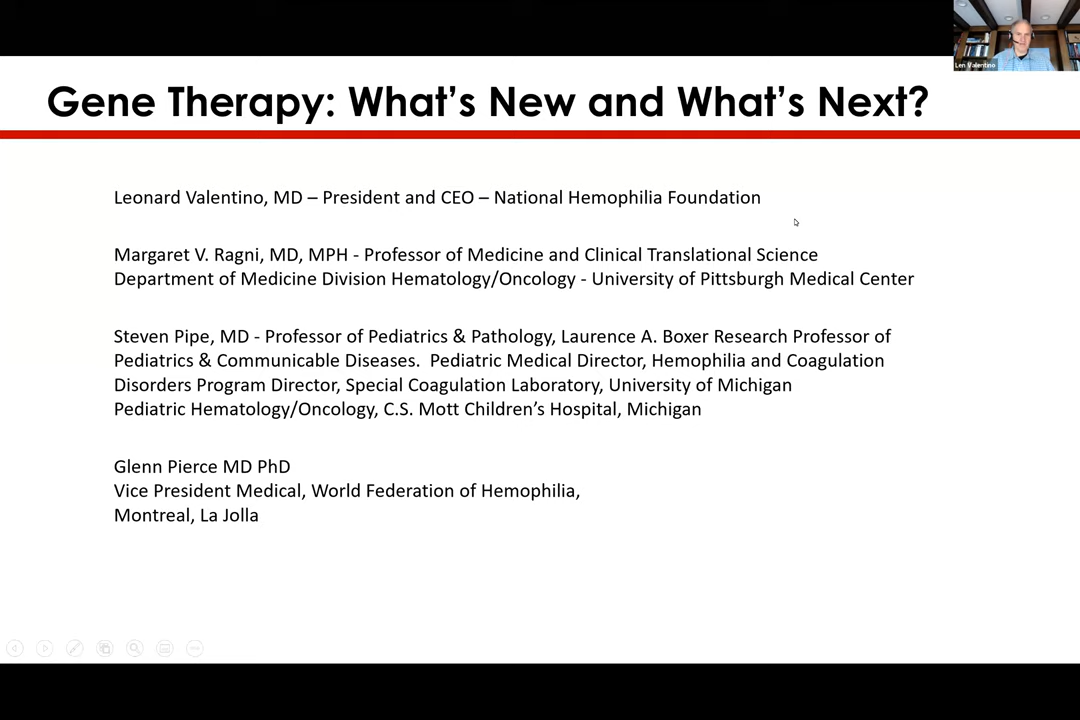 Len Valentino
Gene Therapy: What's New and What's Next?
Leonard Valentino, MD – President and CEO – National Hemophilia Foundation
Margaret V. Ragni, MD, MPH - Professor of Medicine and Clinical Translational Science
Department of Medicine Division Hematology/Oncology - University of Pittsburgh Medical Center
Steven Pipe, MD - Professor of Pediatrics & Pathology, Laurence A. Boxer Research Professor of
Pediatrics & Communicable Diseases.  Pediatric Medical Director, Hemophilia and Coagulation
Disorders Program Director, Special Coagulation Laboratory, University of Michigan
Pediatric Hematology/Oncology, C.S. Mott Children's Hospital, Michigan
Glenn Pierce MD PhD
Vice President Medical, World Federation of Hemophilia,
Montreal, La Jolla